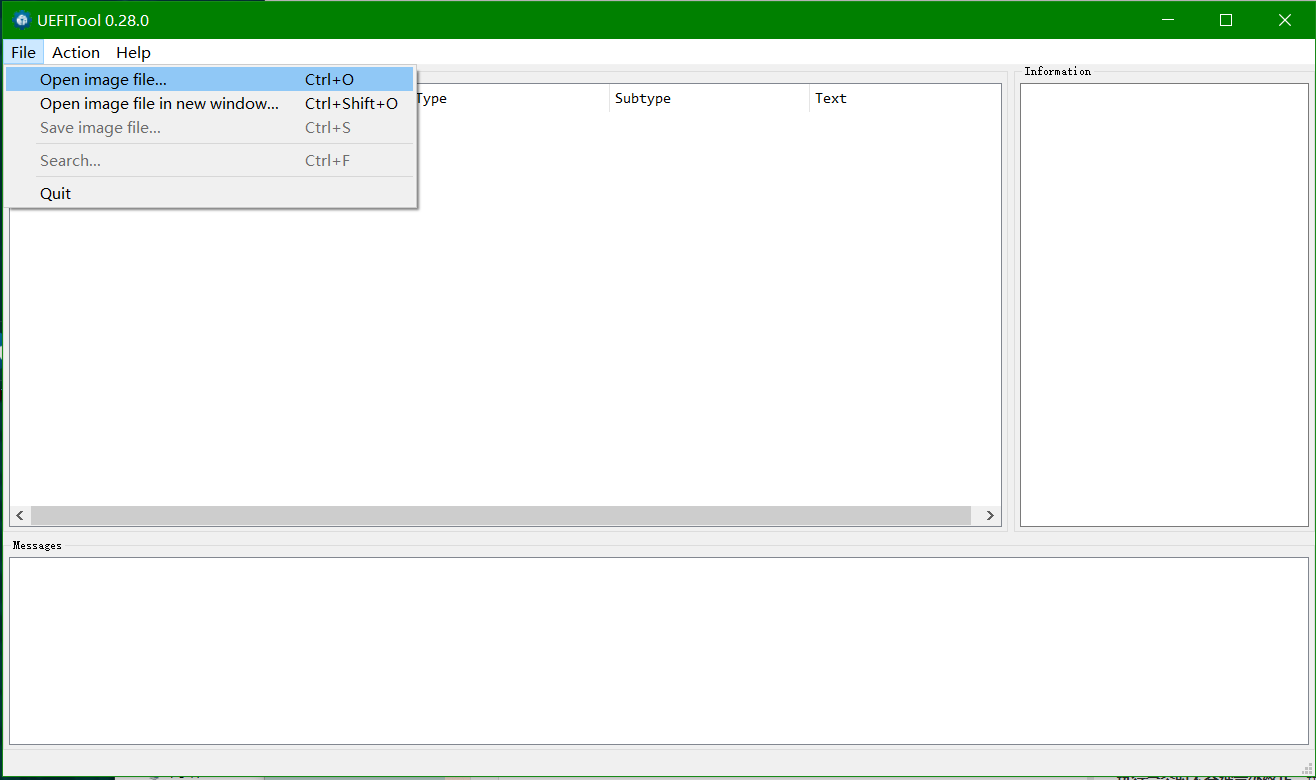 UEFITool 0.28.0
File Action Help
Open image file... Ctrl+O
Open image file in new window... Ctrl+Shift+O
Save image file... Ctrl+S
Search... Ctrl+F
Quit
Type Subtype Text
Information
Messages